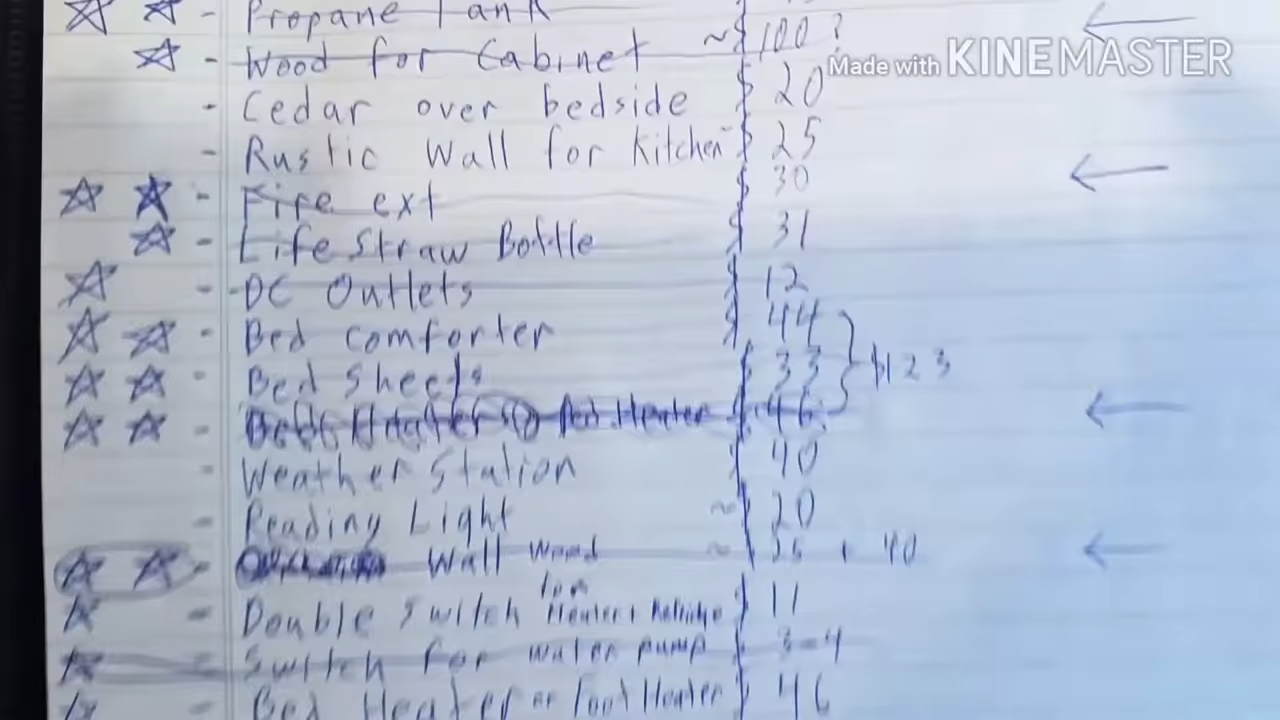 - Propane Tank
- Wood for Cabinet ~$ 100 ?
Made with KINEMASTER
- Cedar over bedside $ 20
- Rustic Wall for Kitchen ~ $ 25
- Fire ext $ 30
- Life Straw Bottle $ 31
- DC Outlets $ 12
- Bed comforter $ 44
- Bed Sheets $ 33 $123
- Bed Heater $ 46
- Weather Station $ 40
- Reading Light ~ $ 20
- Wall Wood ~ $ 25 + 40
- Double Switch for Heater + $ 11
- Switch for water pump $ 3-4
- Bed Heater or Foot Heater $ 46